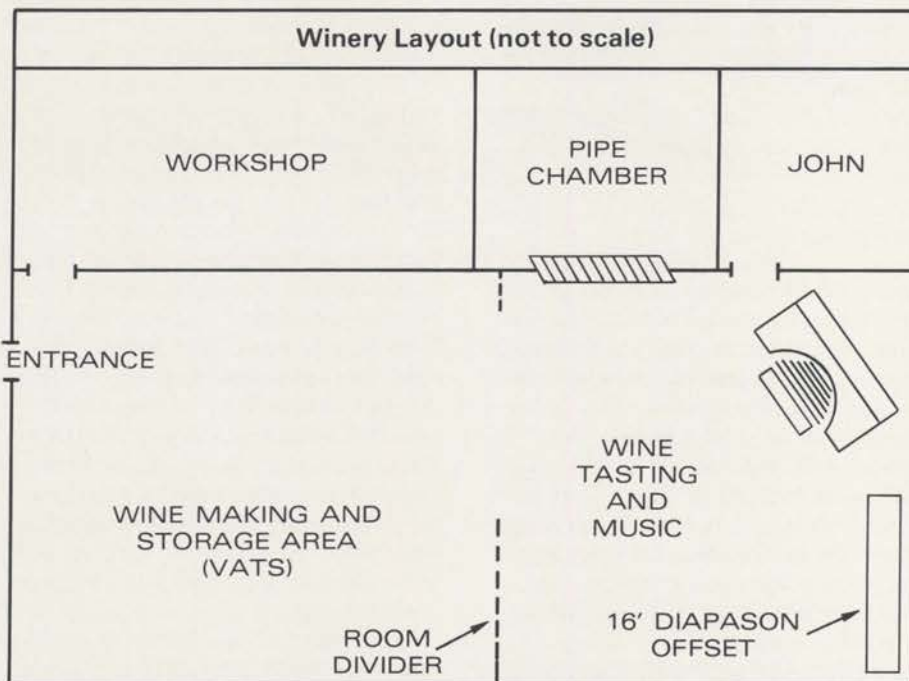 Winery Layout (not to scale)
WORKSHOP
PIPE
CHAMBER
JOHN
ENTRANCE
WINE
TASTING
AND
MUSIC
WINE MAKING AND
STORAGE AREA
(VATS)
16' DIAPASON
OFFSET
ROOM
DIVIDER